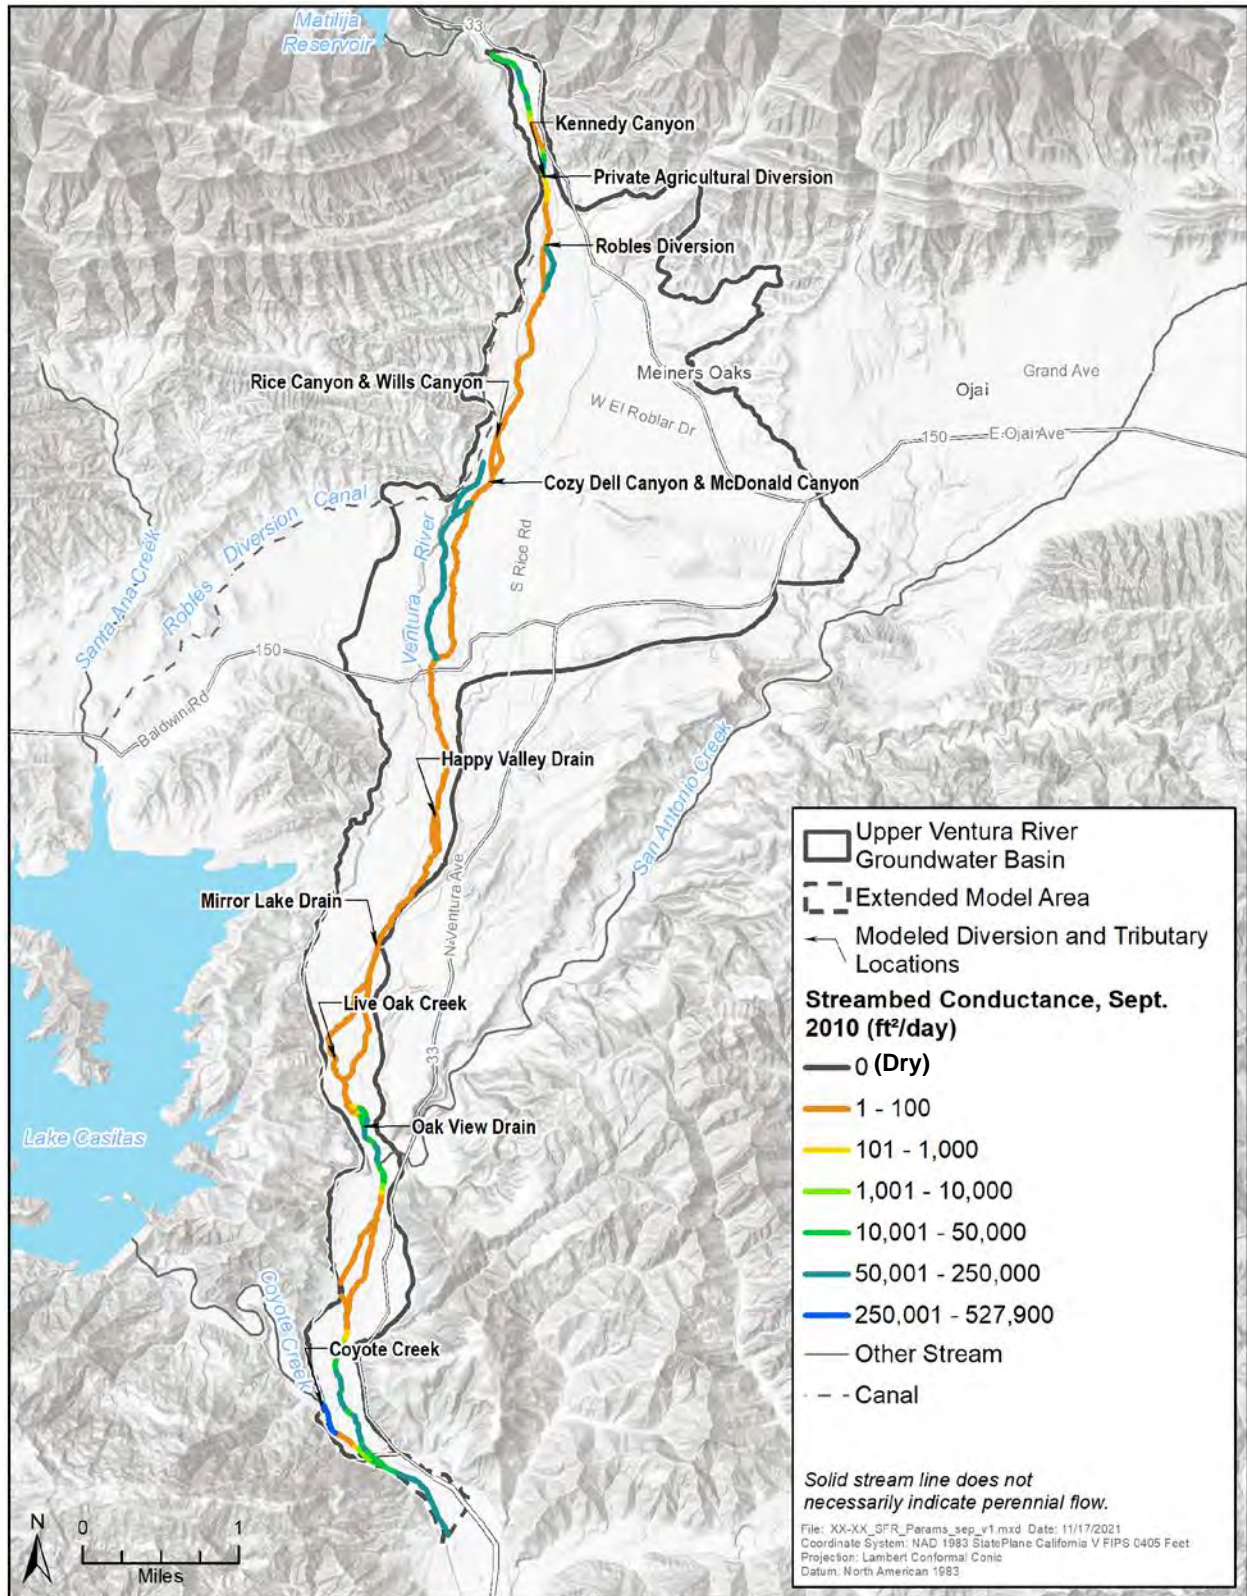 Matilija
Reservoir
33
Kennedy Canyon
Private Agricultural Diversion
Robles Diversion
Meiners Oaks
Rice Canyon & Wills Canyon
W El Roblar Dr
Ojai
Grand Ave
150
E Ojai Ave
Cozy Dell Canyon & McDonald Canyon
Robles Diversion Canal
Santa Ana Creek
Ventura River
S Rice Rd
150
Baldwin Rd
San Antonio Creek
Happy Valley Drain
N Ventura Ave
Mirror Lake Drain
Live Oak Creek
33
Oak View Drain
Lake Casitas
Coyote Creek
Coyote Creek
Upper Ventura River
Groundwater Basin
Extended Model Area
Modeled Diversion and Tributary
Locations
Streambed Conductance, Sept.
2010 (ft²/day)
0 (Dry)
1 - 100
101 - 1,000
1,001 - 10,000
10,001 - 50,000
50,001 - 250,000
250,001 - 527,900
Other Stream
Canal
Solid stream line does not
necessarily indicate perennial flow.
File: XX-XX_SFR_Params_sep_v1.mxd Date: 11/17/2021
Coordinate System: NAD 1983 StatePlane California V FIPS 0405 Feet
Projection: Lambert Conformal Conic
Datum: North American 1983
N
0 1
Miles